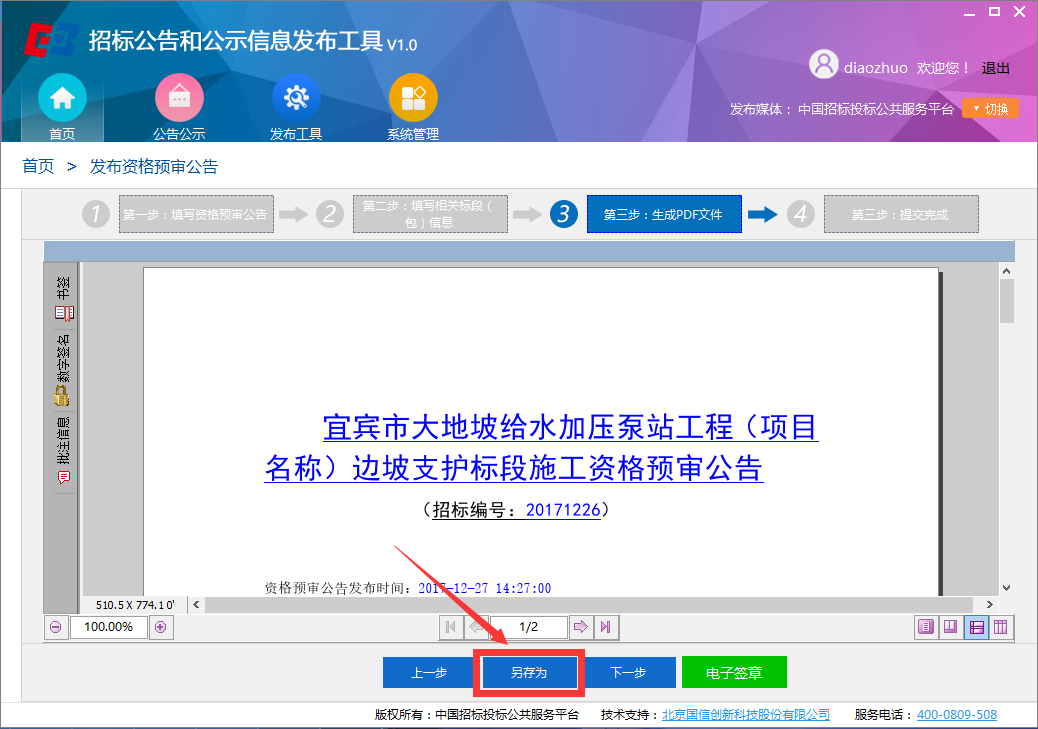 招标公告和公示信息发布工具 V1.0
diaozhuo 欢迎您！ 退出
首页
公告公示
发布工具
系统管理
发布媒体： 中国招标投标公共服务平台
切换
首页 > 发布资格预审公告
1 第一步：填写资格预审公告
2 第二步：填写相关标段（
包）信息
3 第三步：生成PDF文件
4 第三步：提交完成
书签
数字签名
批注信息
宜宾市大地坡给水加压泵站工程（项目
名称）边坡支护标段施工资格预审公告
（招标编号：20171226）
资格预审公告发布时间：2017-12-27 14:27:00
510.5 X 774.1 0'
100.00%
1/2
上一步
另存为
下一步
电子签章
版权所有：中国招标投标公共服务平台 技术支持：北京国信创新科技股份有限公司 服务电话：400-0809-508